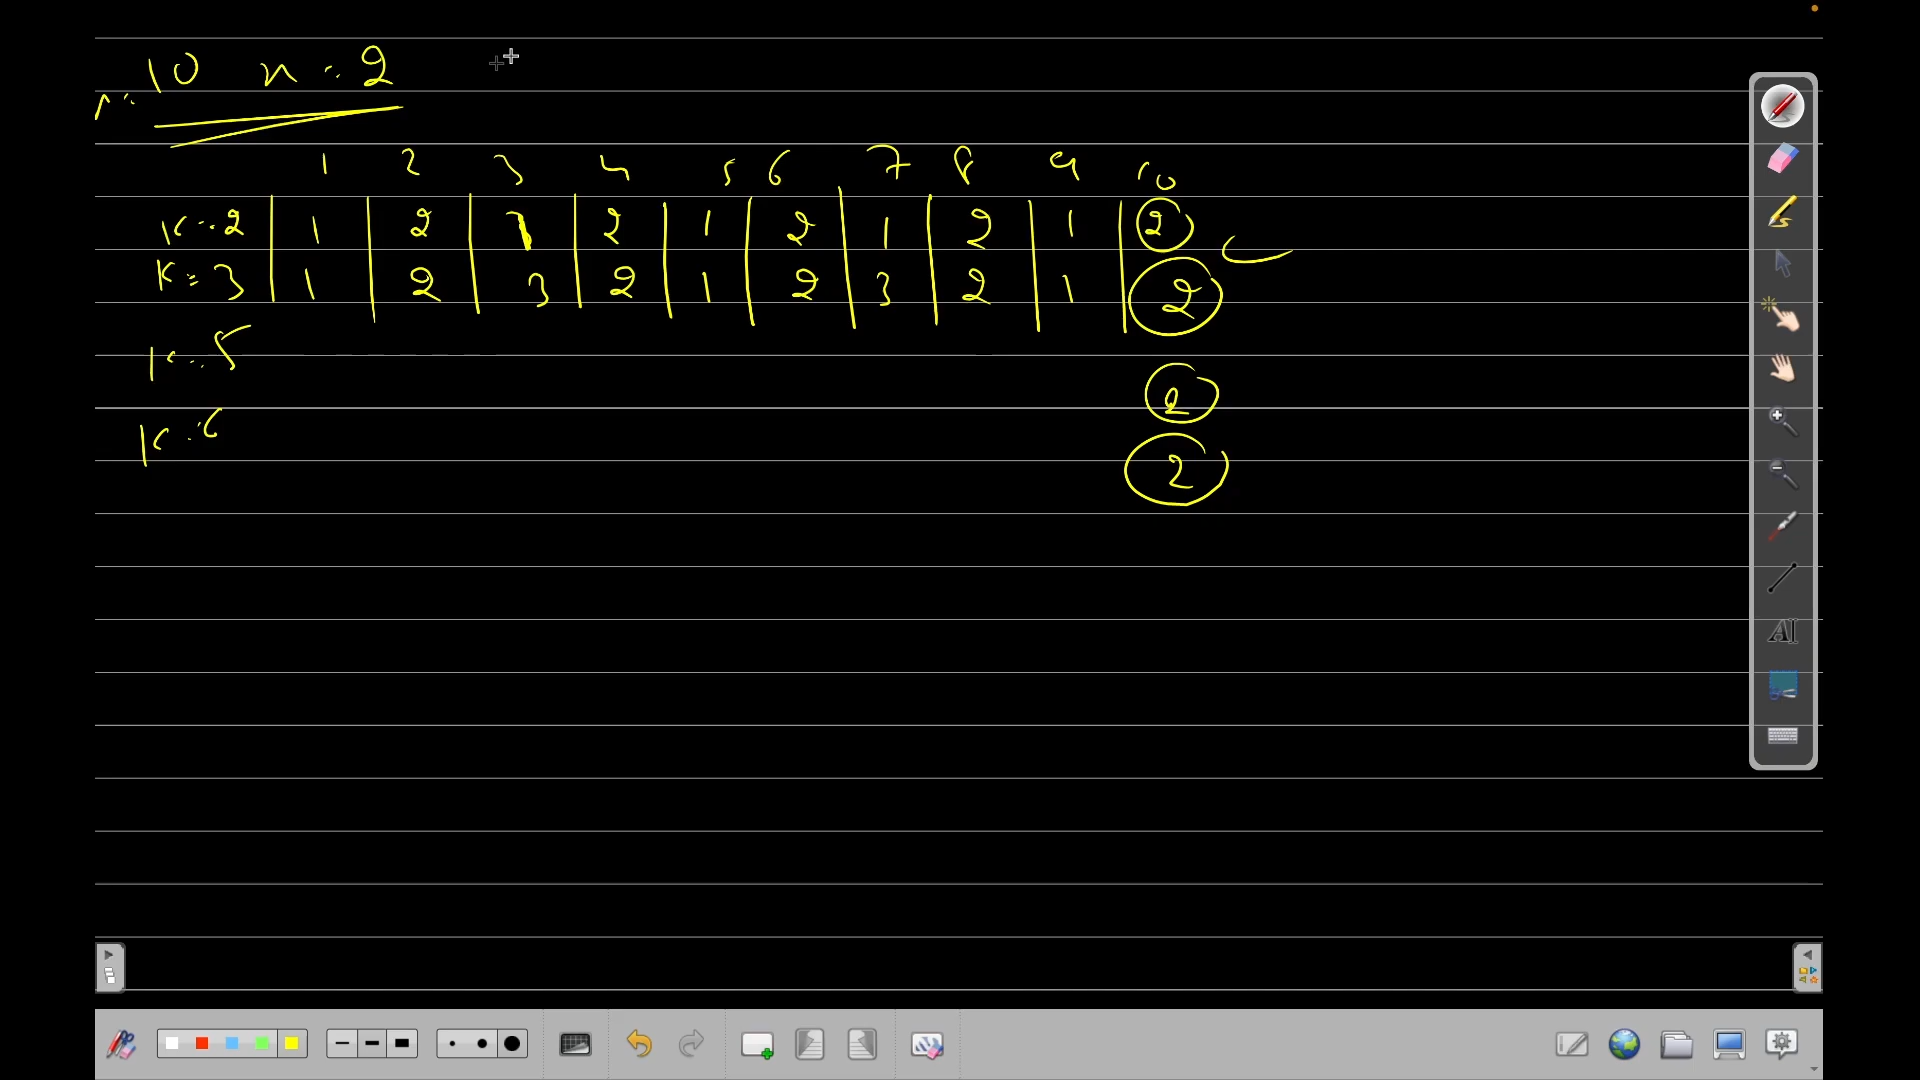 r = 10 x = 2
1 2 3 4 5 6 7 8 9 10
K = 2 1 2 1 2 1 2 1 2 1 2
K = 3 1 2 3 2 1 2 3 2 1 2
K = 5 2
K = 6 2